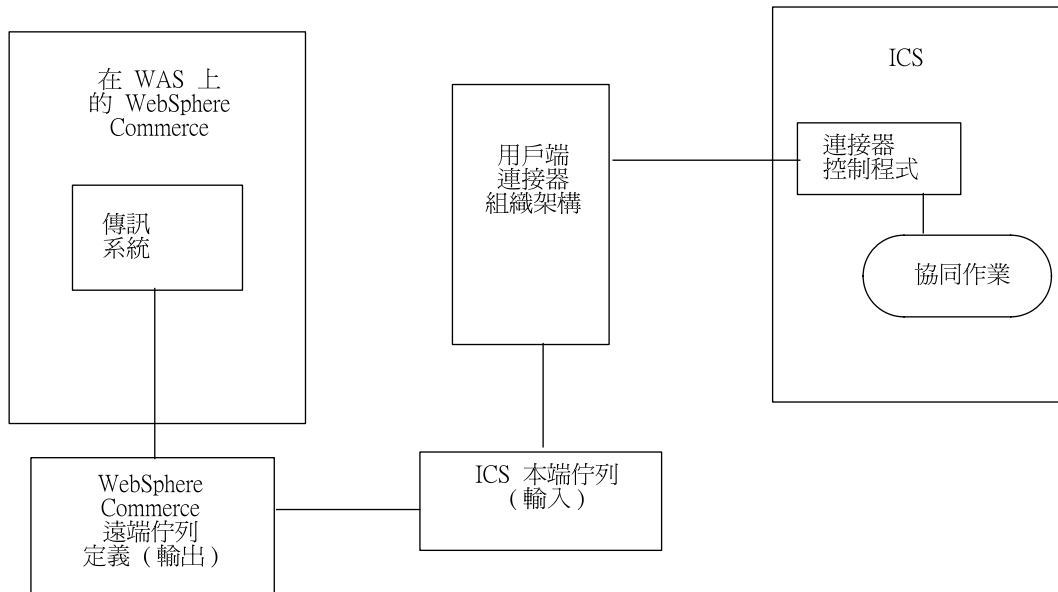 在 WAS 上
的 WebSphere
Commerce
傳訊
系統
WebSphere
Commerce
遠端佇列
定義 ( 輸出 )
ICS 本端佇列
( 輸入 )
用戶端
連接器
組織架構
ICS
連接器
控制程式
協同作業